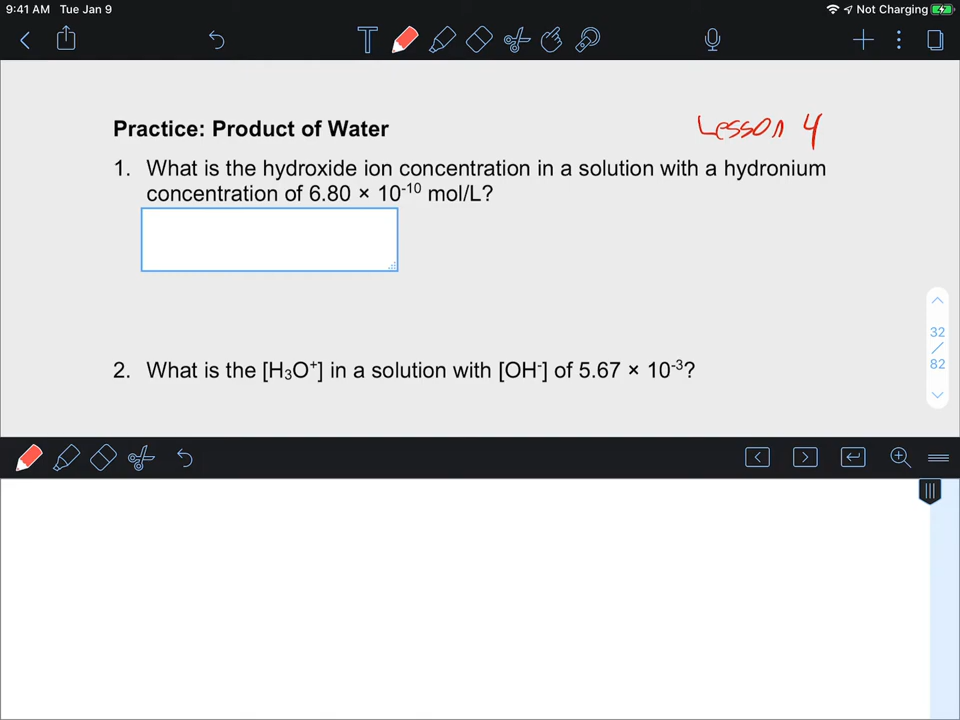 9:41 AM Tue Jan 9
Not Charging
T
Practice: Product of Water
Lesson 4
1. What is the hydroxide ion concentration in a solution with a hydronium
concentration of 6.80 × 10⁻¹⁰ mol/L?
32
/
82
2. What is the [H₃O⁺] in a solution with [OH⁻] of 5.67 × 10⁻³?